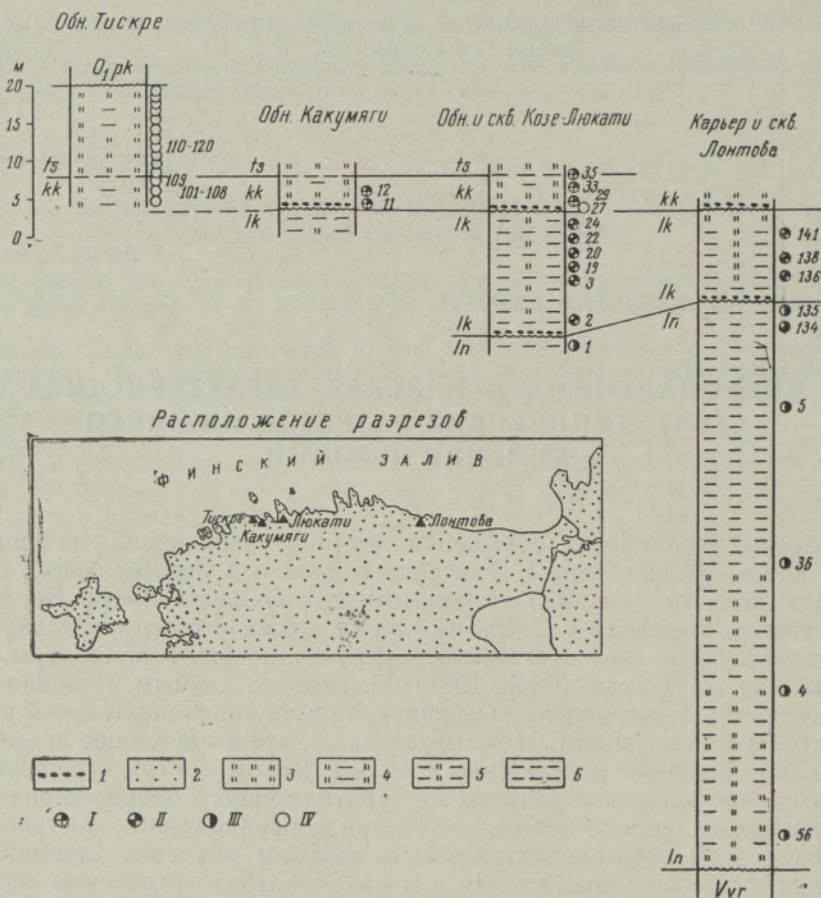 Обн. Тискре
O₁ pk
м
20
15
10
5
0
ts
kk
110-120
109
101-108
Обн. Какумяги
ts
kk
lk
12
11
Обн. и скв. Козе-Люкати
ts
kk
lk
lk
ln
35
33
29
27
24
22
20
19
3
2
1
Карьер и скв.
Лонтова
kk
lk
lk
ln
ln
141
138
136
135
134
5
36
4
56
Vvr
Расположение разрезов
ФИНСКИЙ ЗАЛИВ
Тискре
Какумяги
Люкати
Лонтова
1 2 3 4 5 6
I II III IV